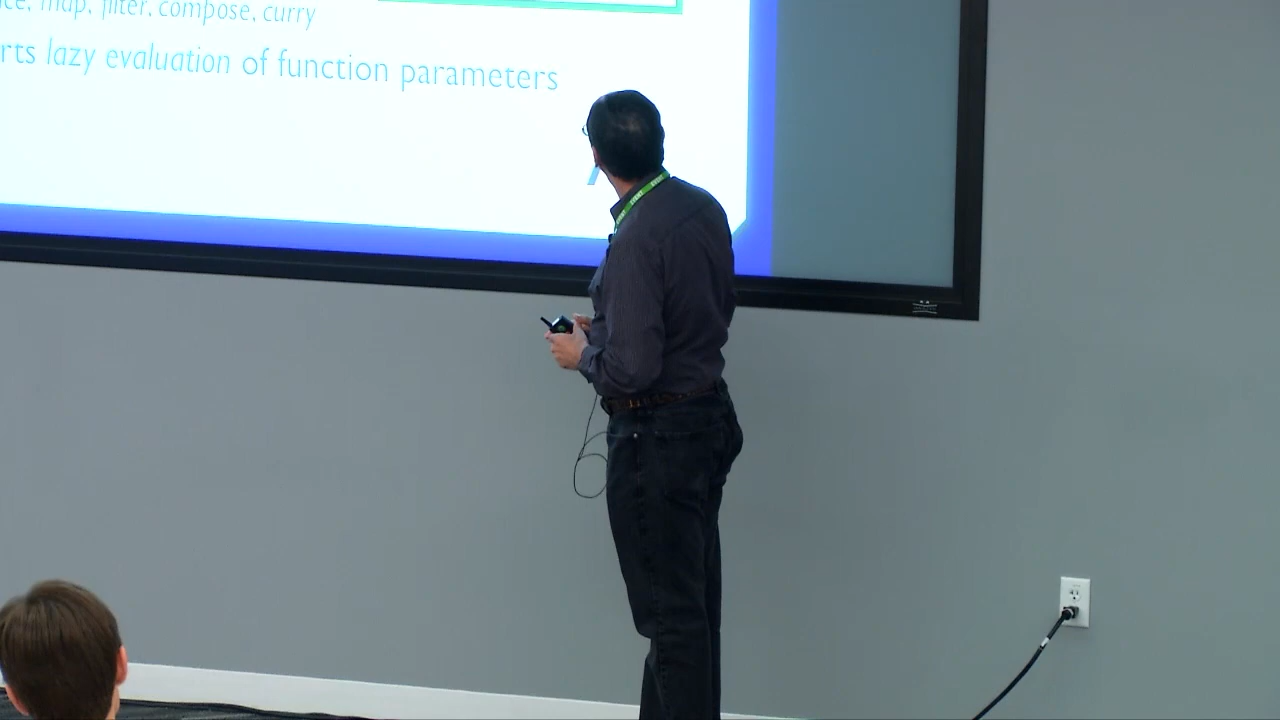 map, filter, compose, curry
lazy evaluation of function parameters